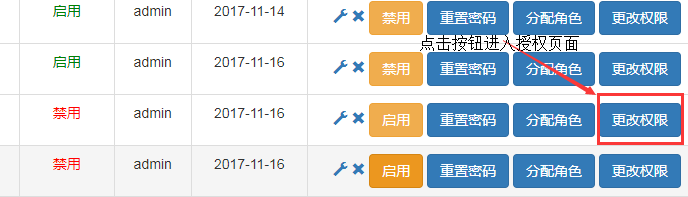 启用 admin 2017-11-14 禁用 重置密码 分配角色 更改权限
点击按钮进入授权页面
启用 admin 2017-11-16 禁用 重置密码 分配角色 更改权限
禁用 admin 2017-11-16 启用 重置密码 分配角色 更改权限
禁用 admin 2017-11-16 启用 重置密码 分配角色 更改权限